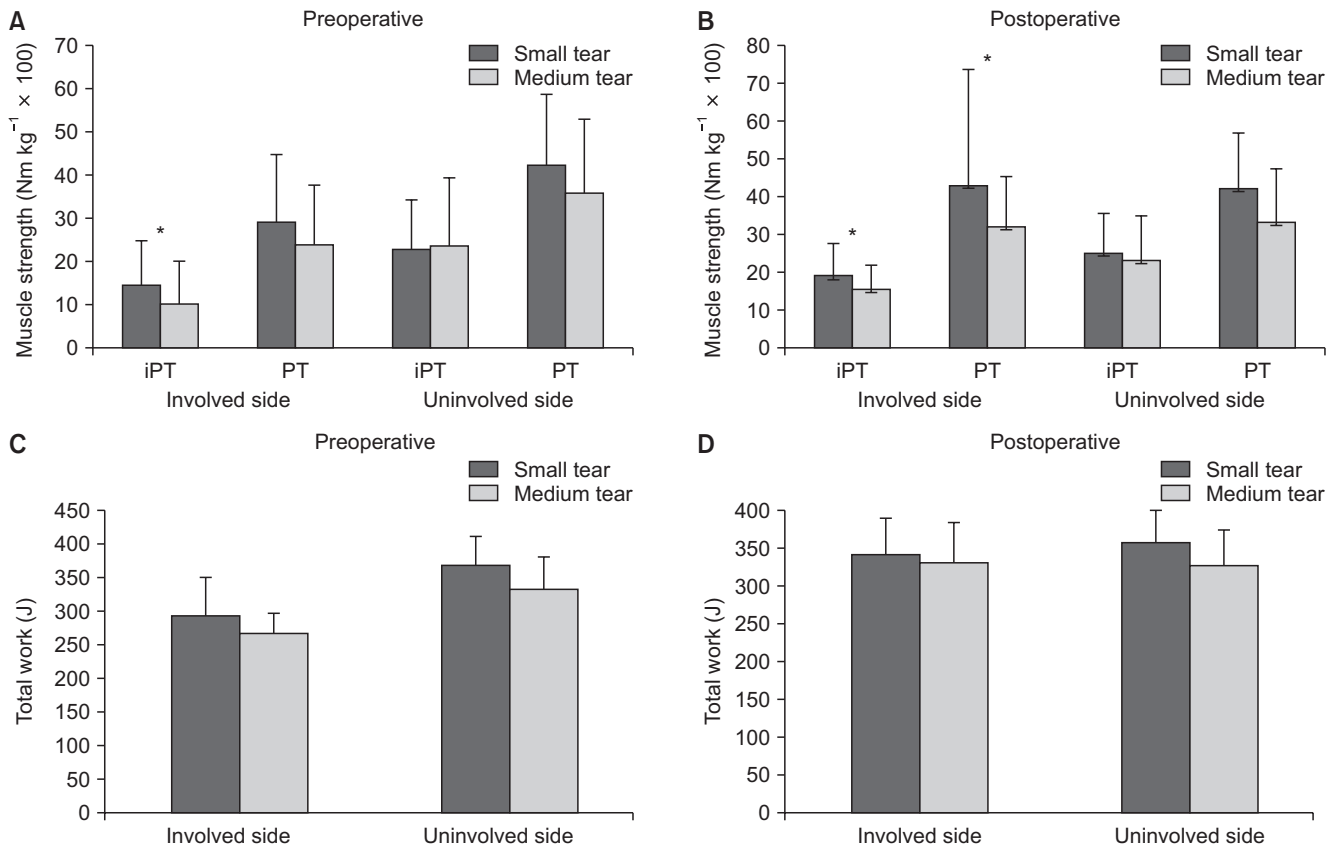 A
Preoperative
Muscle strength (Nm kg⁻¹ × 100)
70
60
50
40
30
20
10
0
Small tear
Medium tear
*
iPT PT iPT PT
Involved side Uninvolved side
B
Postoperative
Muscle strength (Nm kg⁻¹ × 100)
80
70
60
50
40
30
20
10
0
Small tear
Medium tear
*
*
iPT PT iPT PT
Involved side Uninvolved side
C
Preoperative
Total work (J)
450
400
350
300
250
200
150
100
50
0
Small tear
Medium tear
Involved side Uninvolved side
D
Postoperative
Total work (J)
400
350
300
250
200
150
100
50
0
Small tear
Medium tear
Involved side Uninvolved side